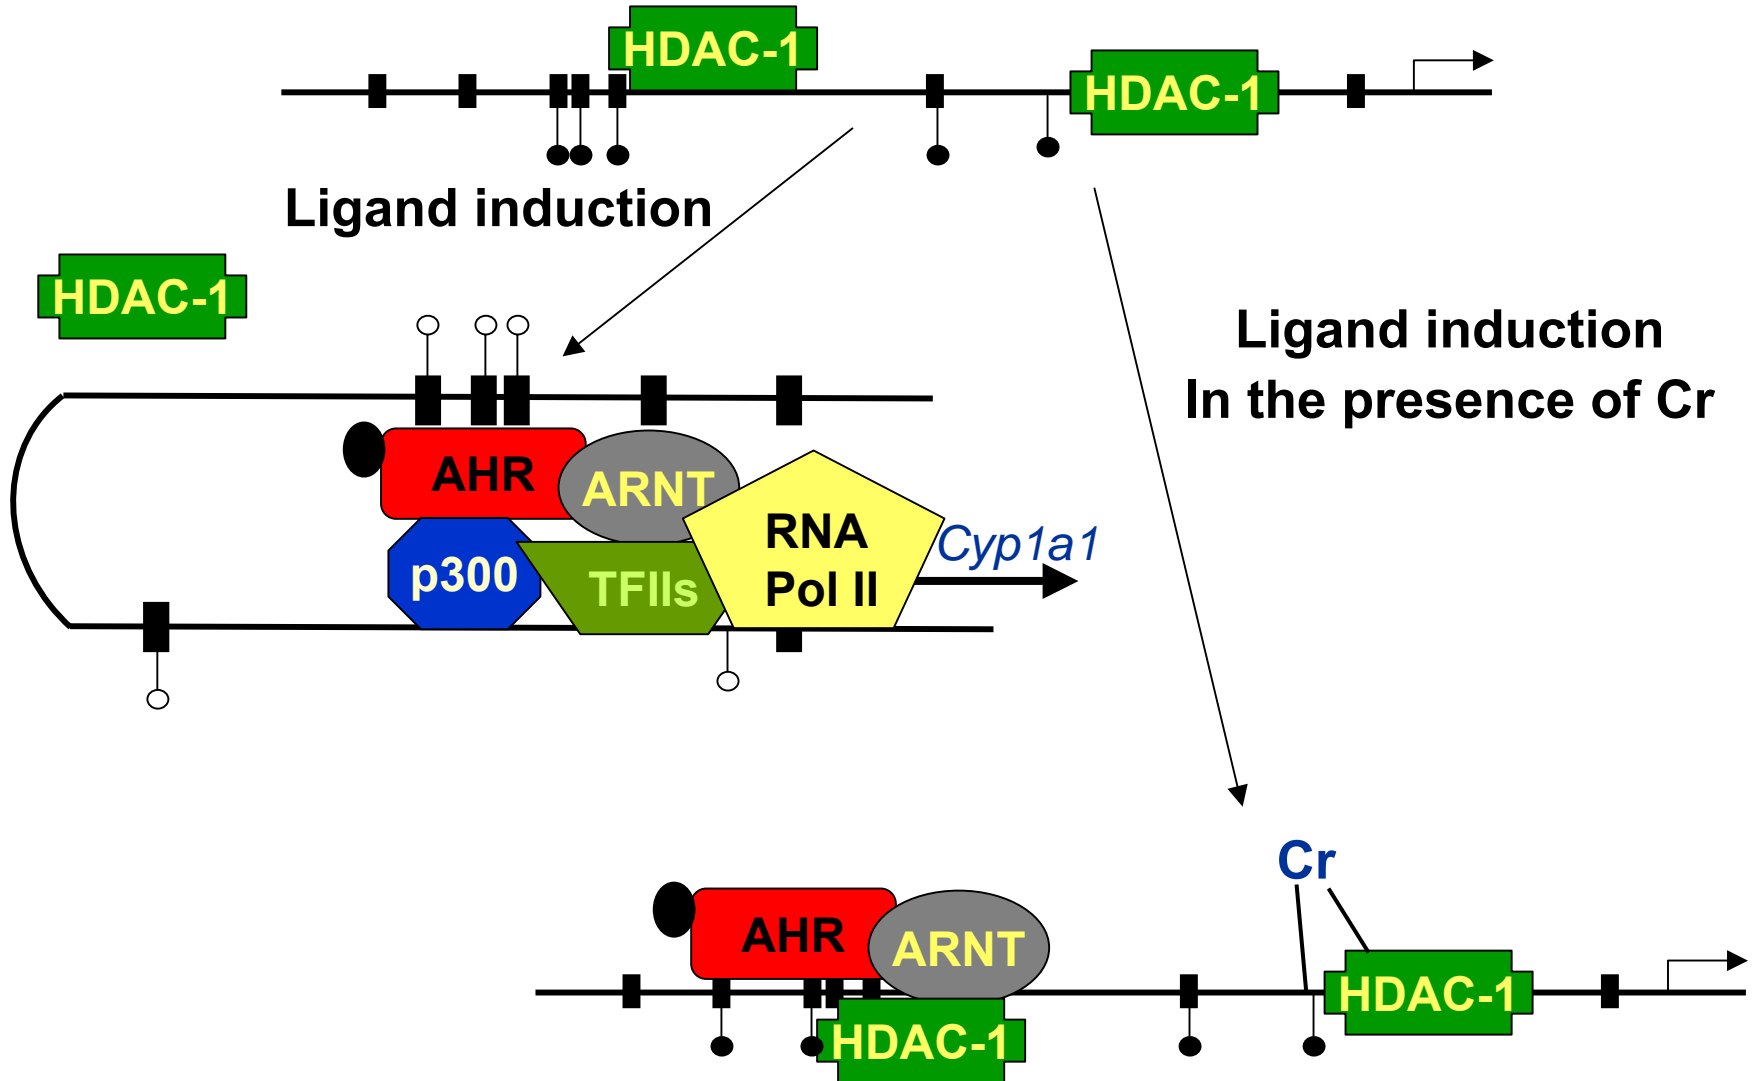 HDAC-1
HDAC-1
Ligand induction
HDAC-1
Ligand induction
In the presence of Cr
AHR
ARNT
RNA
Pol II
Cyp1a1
p300
TFIIs
Cr
AHR
ARNT
HDAC-1
HDAC-1